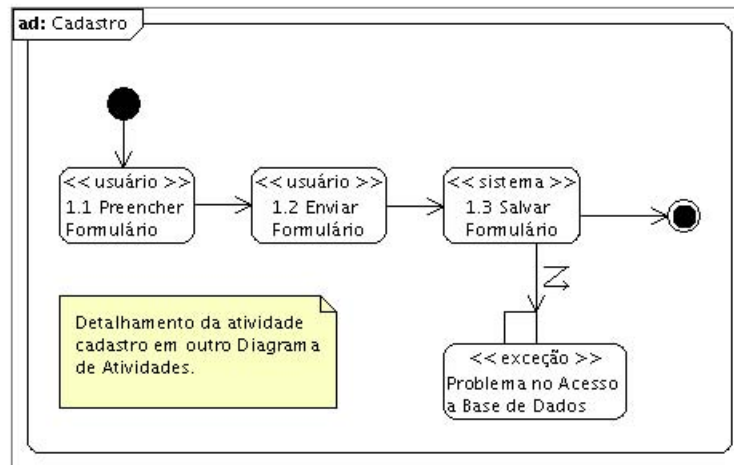 ad: Cadastro
<< usuário >>
1.1 Preencher
Formulário
<< usuário >>
1.2 Enviar
Formulário
<< sistema >>
1.3 Salvar
Formulário
Detalhamento da atividade
cadastro em outro Diagrama
de Atividades.
<< exceção >>
Problema no Acesso
a Base de Dados